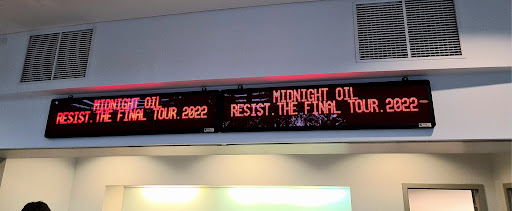 MIDNIGHT OIL
RESIST.THE FINAL TOUR.2022
MIDNIGHT OIL
RESIST.THE FINAL TOUR.2022